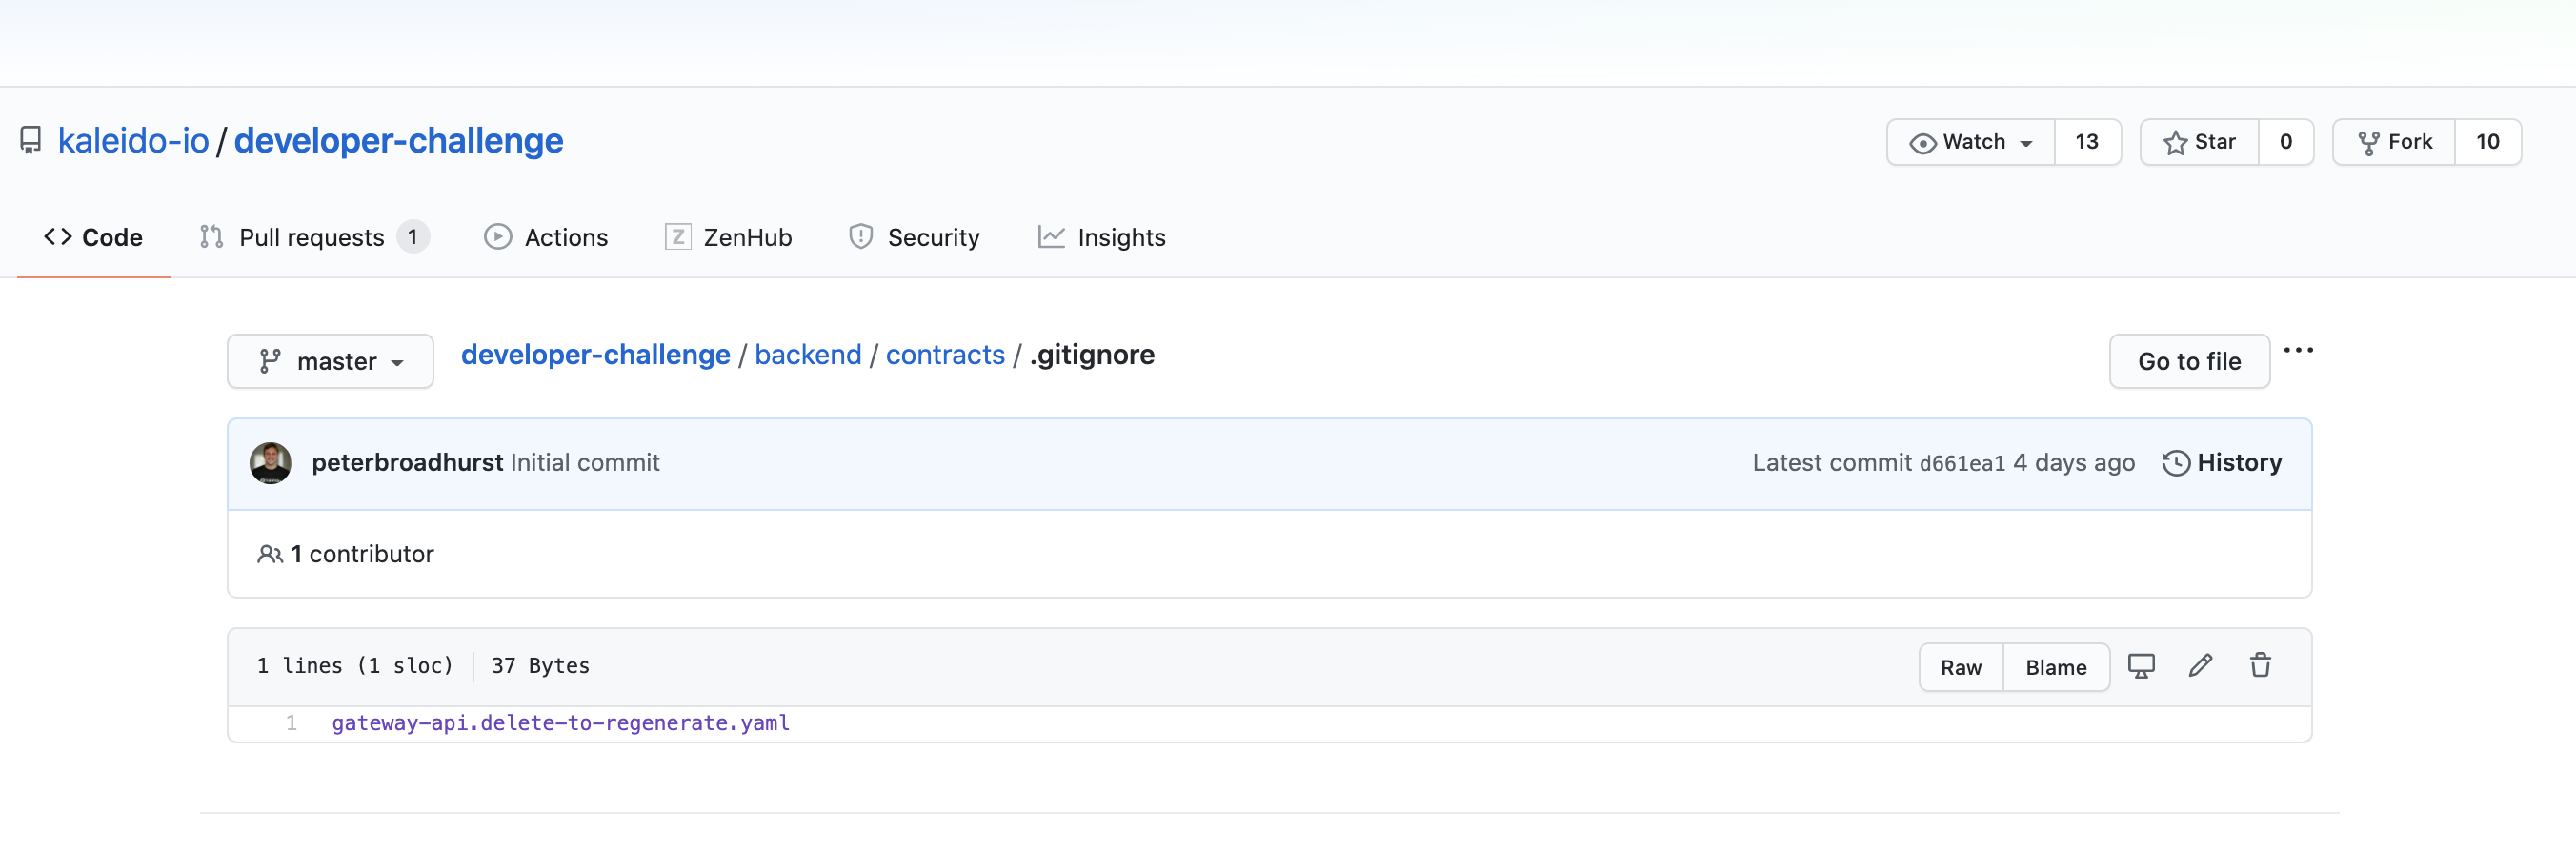 kaleido-io / developer-challenge
Watch 13 Star 0 Fork 10
Code Pull requests 1 Actions Z ZenHub Security Insights
master developer-challenge / backend / contracts / .gitignore Go to file ...
peterbroadhurst Initial commit Latest commit d661ea1 4 days ago History
1 contributor
1 lines (1 sloc) 37 Bytes Raw Blame
1 gateway-api.delete-to-regenerate.yaml